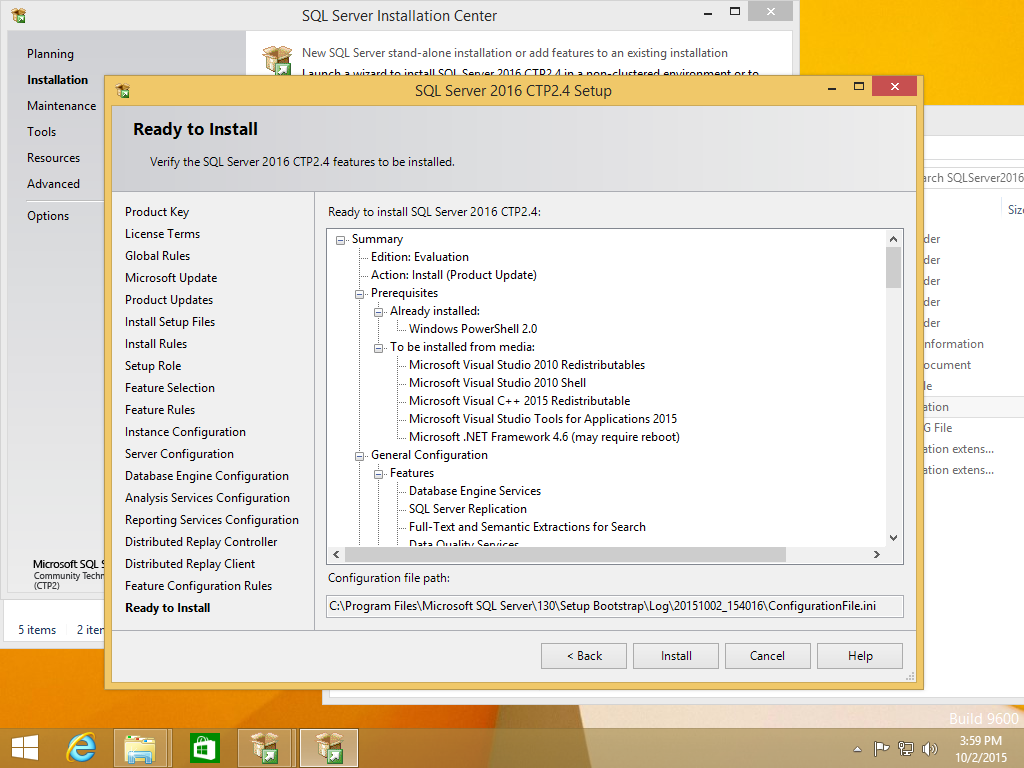 SQL Server Installation Center
Planning
Installation
Maintenance
Tools
Resources
Advanced
Options
New SQL Server stand-alone installation or add features to an existing installation
Launch a wizard to install SQL Server 2016 CTP2.4 in a non-clustered environment or to
Microsoft SQL S
Community Techn
(CTP2)
5 items
2 iten
SQL Server 2016 CTP2.4 Setup
Ready to Install
Verify the SQL Server 2016 CTP2.4 features to be installed.
Product Key
License Terms
Global Rules
Microsoft Update
Product Updates
Install Setup Files
Install Rules
Setup Role
Feature Selection
Feature Rules
Instance Configuration
Server Configuration
Database Engine Configuration
Analysis Services Configuration
Reporting Services Configuration
Distributed Replay Controller
Distributed Replay Client
Feature Configuration Rules
Ready to Install
Ready to install SQL Server 2016 CTP2.4:
Summary
Edition: Evaluation
Action: Install (Product Update)
Prerequisites
Already installed:
Windows PowerShell 2.0
To be installed from media:
Microsoft Visual Studio 2010 Redistributables
Microsoft Visual Studio 2010 Shell
Microsoft Visual C++ 2015 Redistributable
Microsoft Visual Studio Tools for Applications 2015
Microsoft .NET Framework 4.6 (may require reboot)
General Configuration
Features
Database Engine Services
SQL Server Replication
Full-Text and Semantic Extractions for Search
Data Quality Services
Configuration file path:
C:\Program Files\Microsoft SQL Server\130\Setup Bootstrap\Log\20151002_154016\ConfigurationFile.ini
< Back
Install
Cancel
Help
arch SQLServer2016
Size
der
der
der
der
der
nformation
ocument
le
ation
G File
ation extens...
ation extens...
Build 9600
3:59 PM
10/2/2015